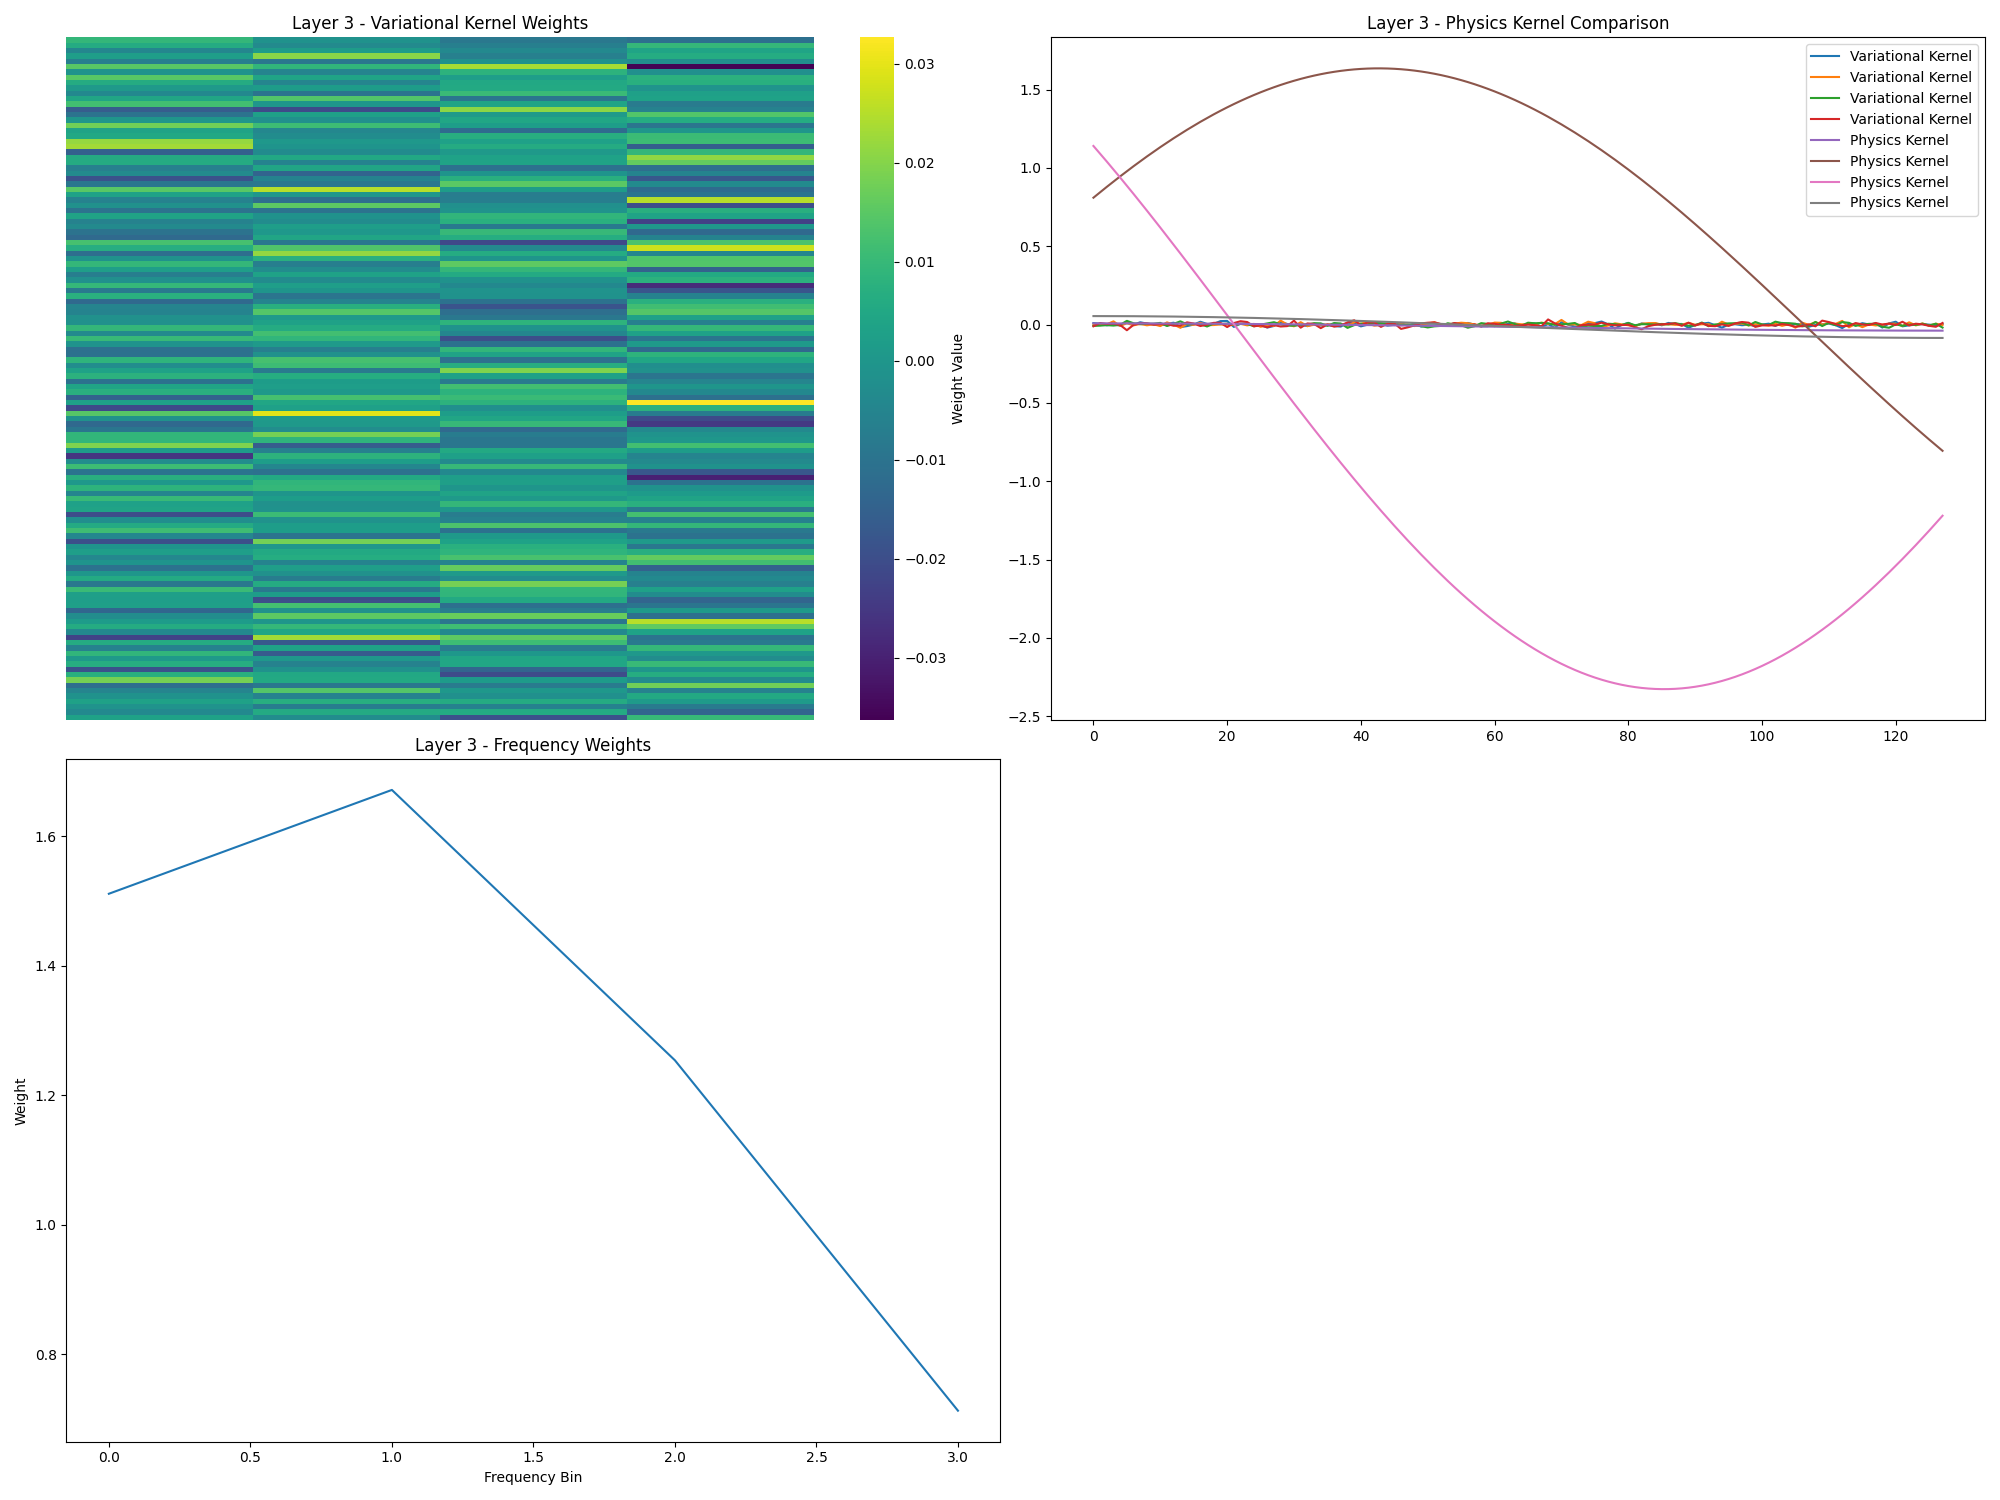 Layer 3 - Variational Kernel Weights
0.03
0.02
0.01
0.00
−0.01
−0.02
−0.03
Weight Value
Layer 3 - Physics Kernel Comparison
1.5
1.0
0.5
0.0
−0.5
−1.0
−1.5
−2.0
−2.5
0 20 40 60 80 100 120
Variational Kernel
Variational Kernel
Variational Kernel
Variational Kernel
Physics Kernel
Physics Kernel
Physics Kernel
Physics Kernel
Layer 3 - Frequency Weights
1.6
1.4
1.2
1.0
0.8
Weight
0.0 0.5 1.0 1.5 2.0 2.5 3.0
Frequency Bin